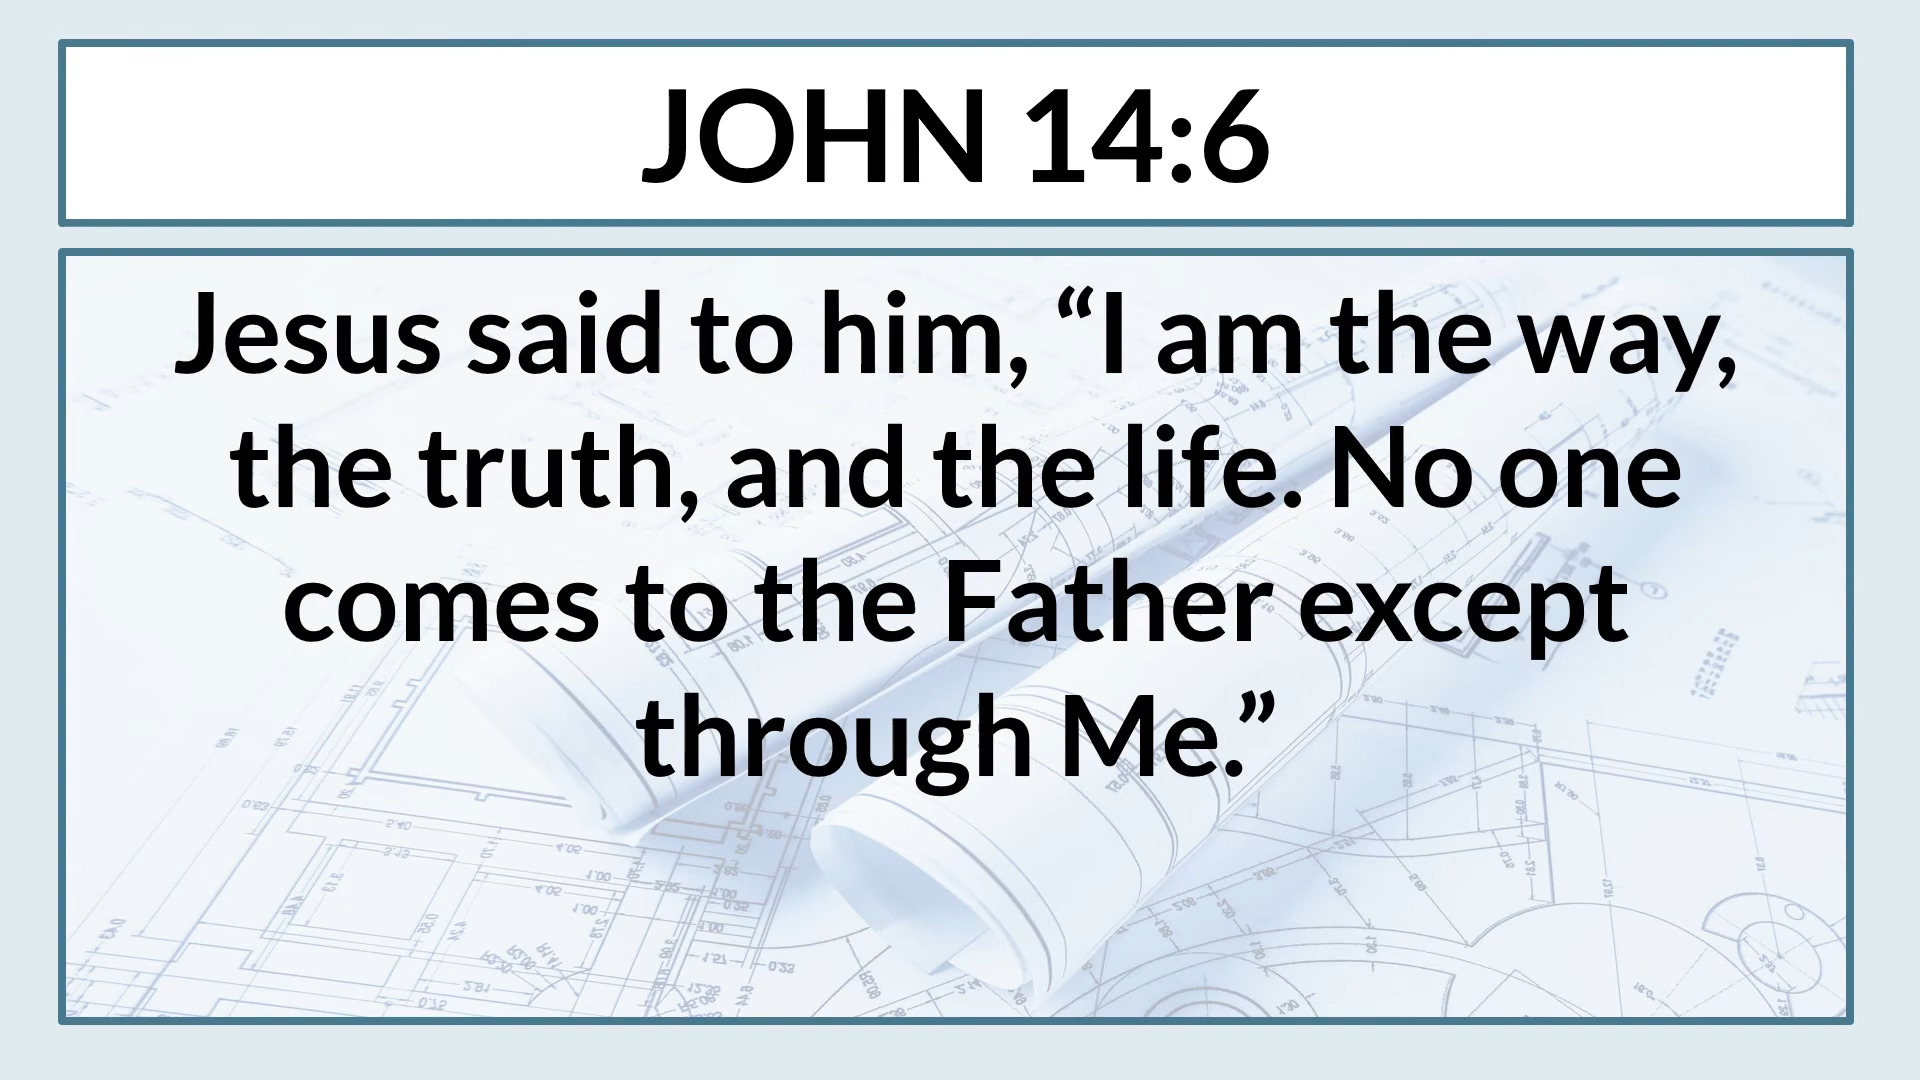 JOHN 14:6
Jesus said to him, “I am the way,
the truth, and the life. No one
comes to the Father except
through Me.”